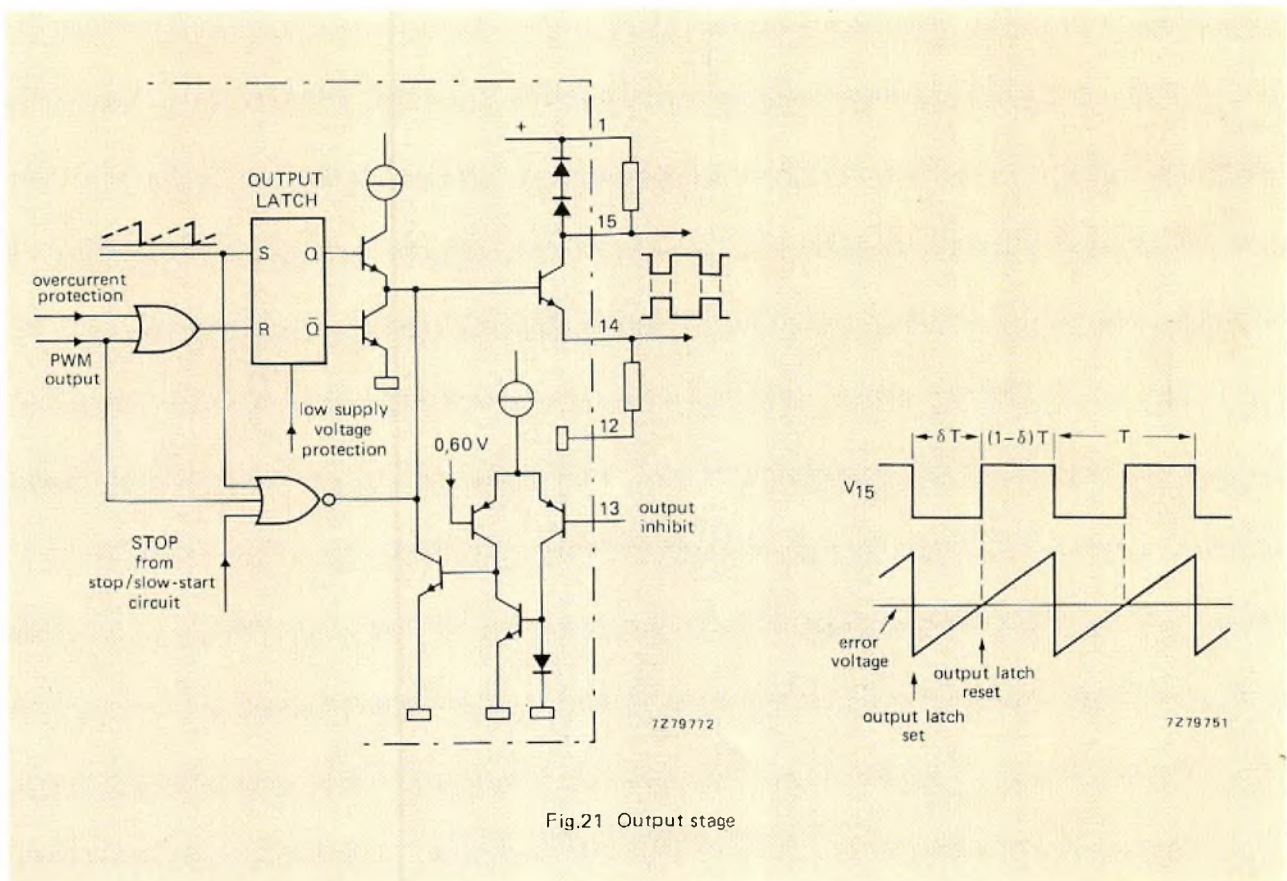 +
1
OUTPUT
LATCH
15
S Q
overcurrent
protection
R Q̄
14
PWM
output
low supply
voltage
protection
12
0,60 V
13
output
inhibit
STOP
from
stop/slow-start
circuit
7Z79772
δT (1−δ)T T
V15
error
voltage
output latch
reset
output latch
set
7Z79751
Fig.21 Output stage